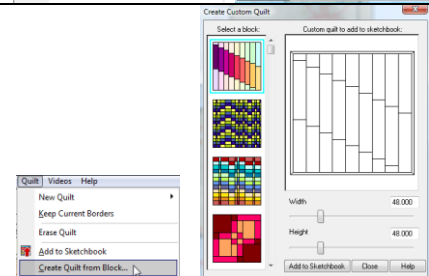 Create Custom Quilt
Select a block:
Custom quilt to add to sketchbook:
Width 48.000
Height 48.000
Add to Sketchbook Close Help
Quilt Videos Help
New Quilt
Keep Current Borders
Erase Quilt
Add to Sketchbook
Create Quilt from Block...